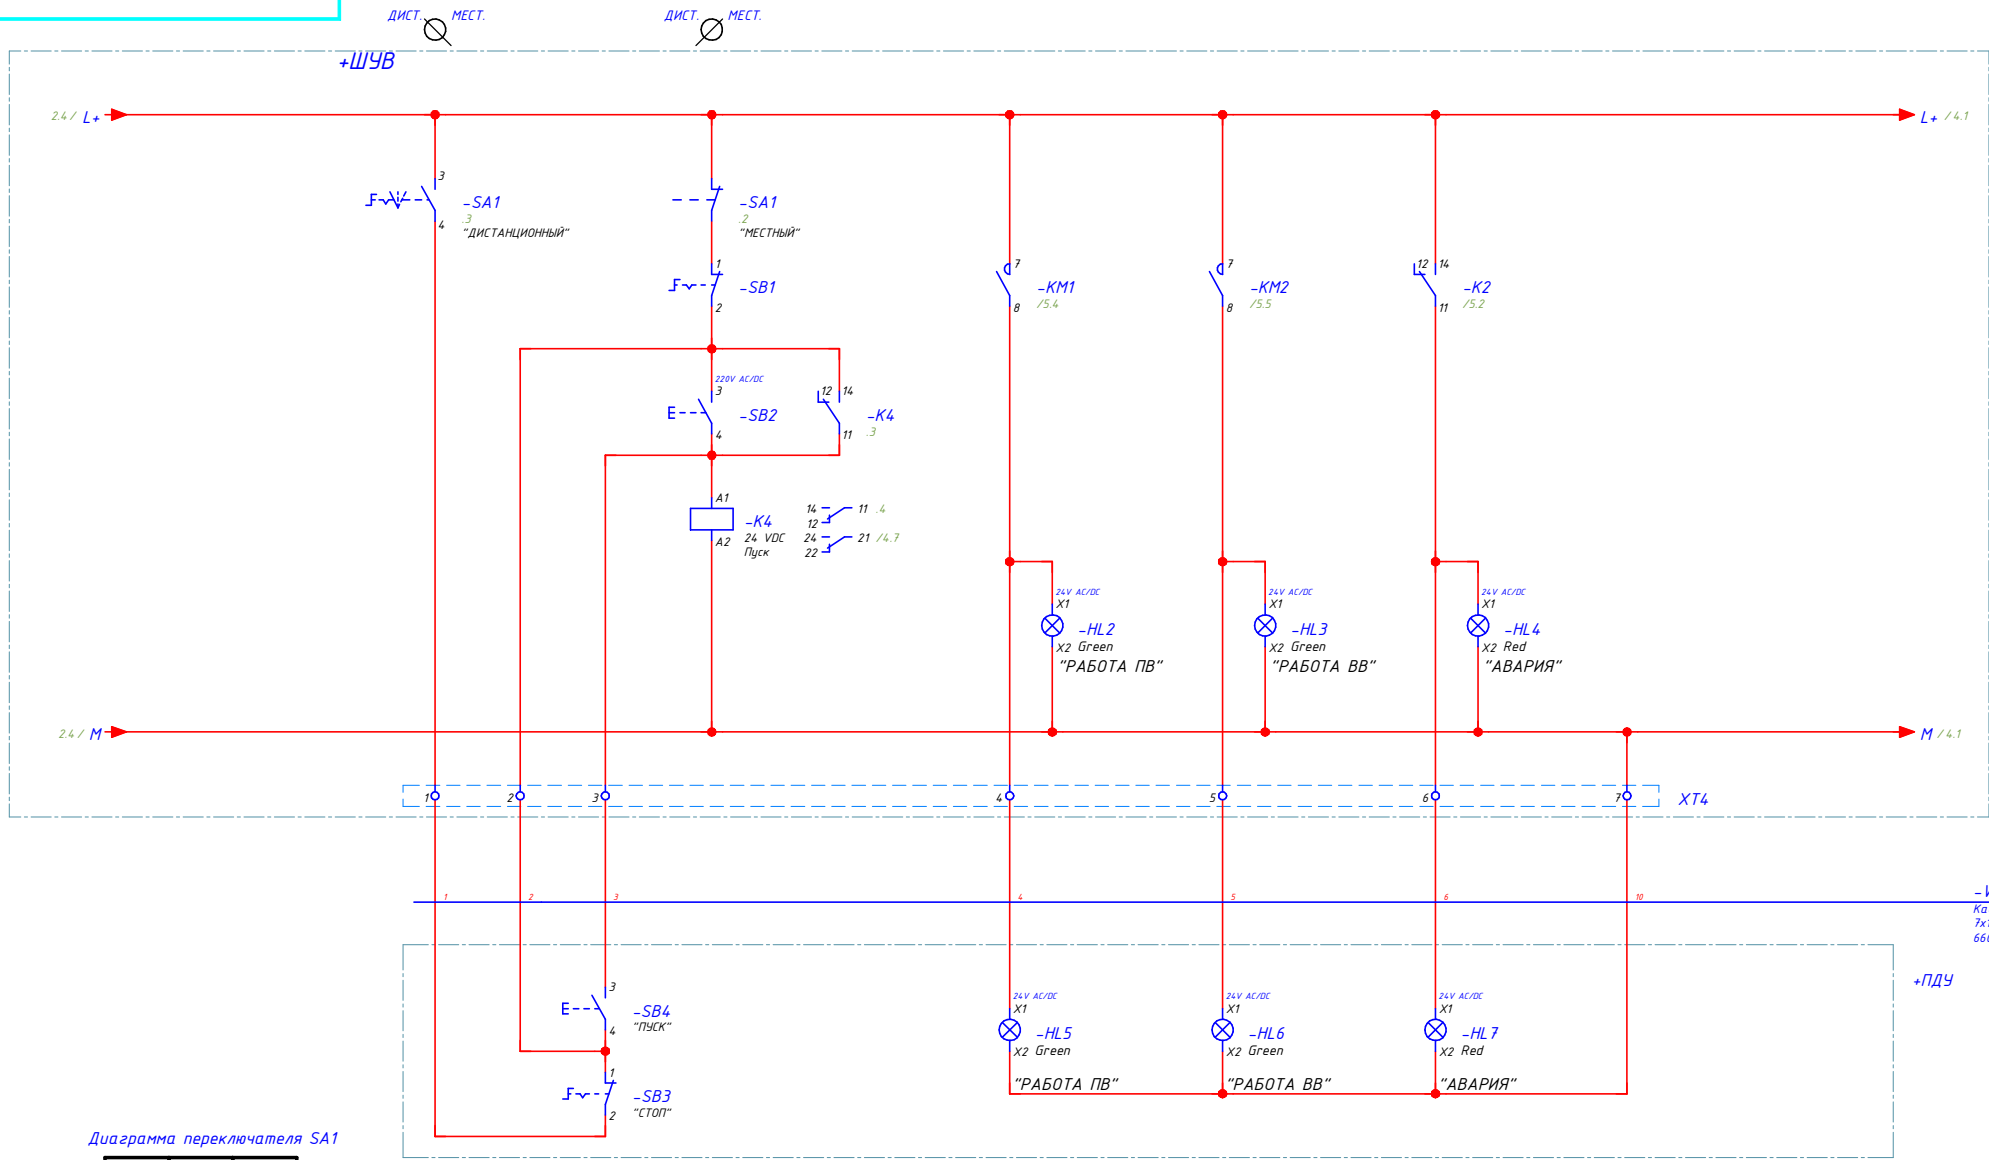 ДИСТ. МЕСТ. ДИСТ. МЕСТ.
+ШУВ
2.4 / L+ L+ / 4.1
3
-SA1
.3
4
"ДИСТАНЦИОННЫЙ"
-SA1
.2
"МЕСТНЫЙ"
1
-SB1
2
7
-KM1
/5.4
8
7
-KM2
/5.5
8
12 14
-K2
/5.2
11
220V AC/DC
3
-SB2
4
12 14
-K4
.3
11
A1
-K4
A2 24 VDC
Пуск
14 11 .4
12
24 21 /4.7
22
24V AC/DC
X1
-HL2
X2 Green
"РАБОТА ПВ"
24V AC/DC
X1
-HL3
X2 Green
"РАБОТА ВВ"
24V AC/DC
X1
-HL4
X2 Red
"АВАРИЯ"
2.4 / M M / 4.1
1 2 3 4 5 6 7 XT4
1 2 3 4 5 6 10
Ка
+ПДУ
3
-SB4
4 "ПУСК"
1
-SB3
2 "СТОП"
24V AC/DC
X1
-HL5
X2 Green
"РАБОТА ПВ"
24V AC/DC
X1
-HL6
X2 Green
"РАБОТА ВВ"
24V AC/DC
X1
-HL7
X2 Red
"АВАРИЯ"
Диаграмма переключателя SA1